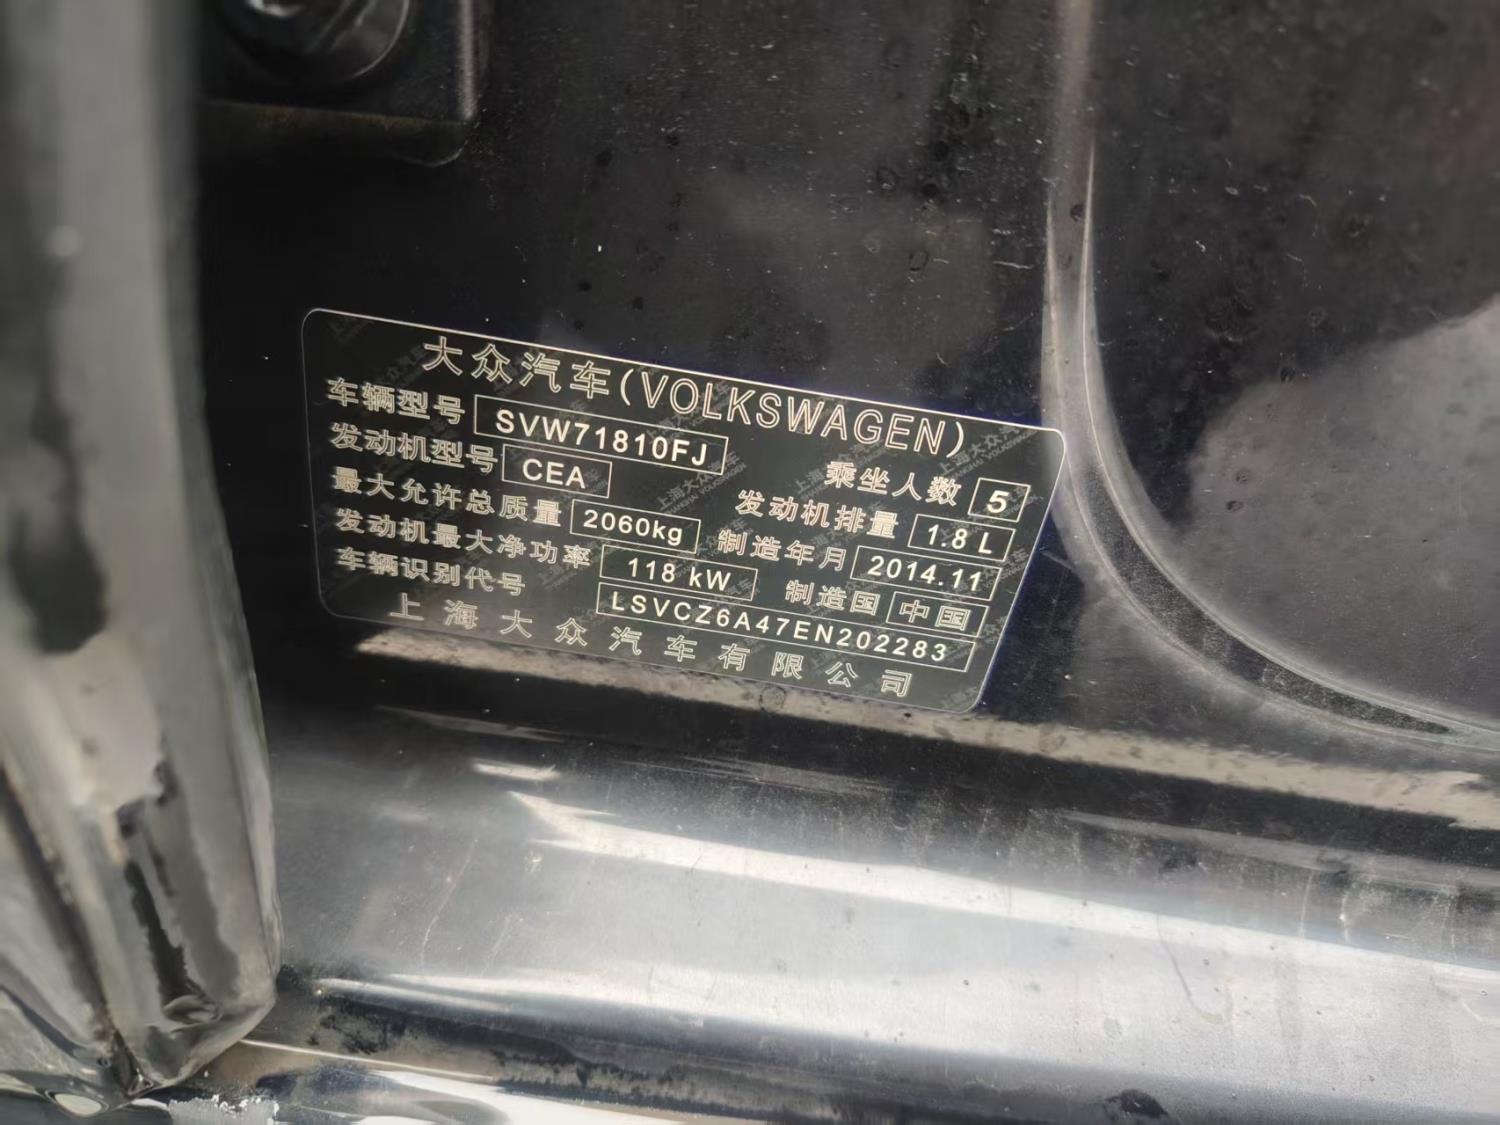 大众汽车(VOLKSWAGEN)
车辆型号 SVW71810FJ 乘坐人数 5
发动机型号 CEA 发动机排量 1.8 L
最大允许总质量 2060kg 制造年月 2014.11
发动机最大净功率 118 kW 制造国 中国
车辆识别代号 LSVCZ6A47EN202283
上海大众汽车有限公司